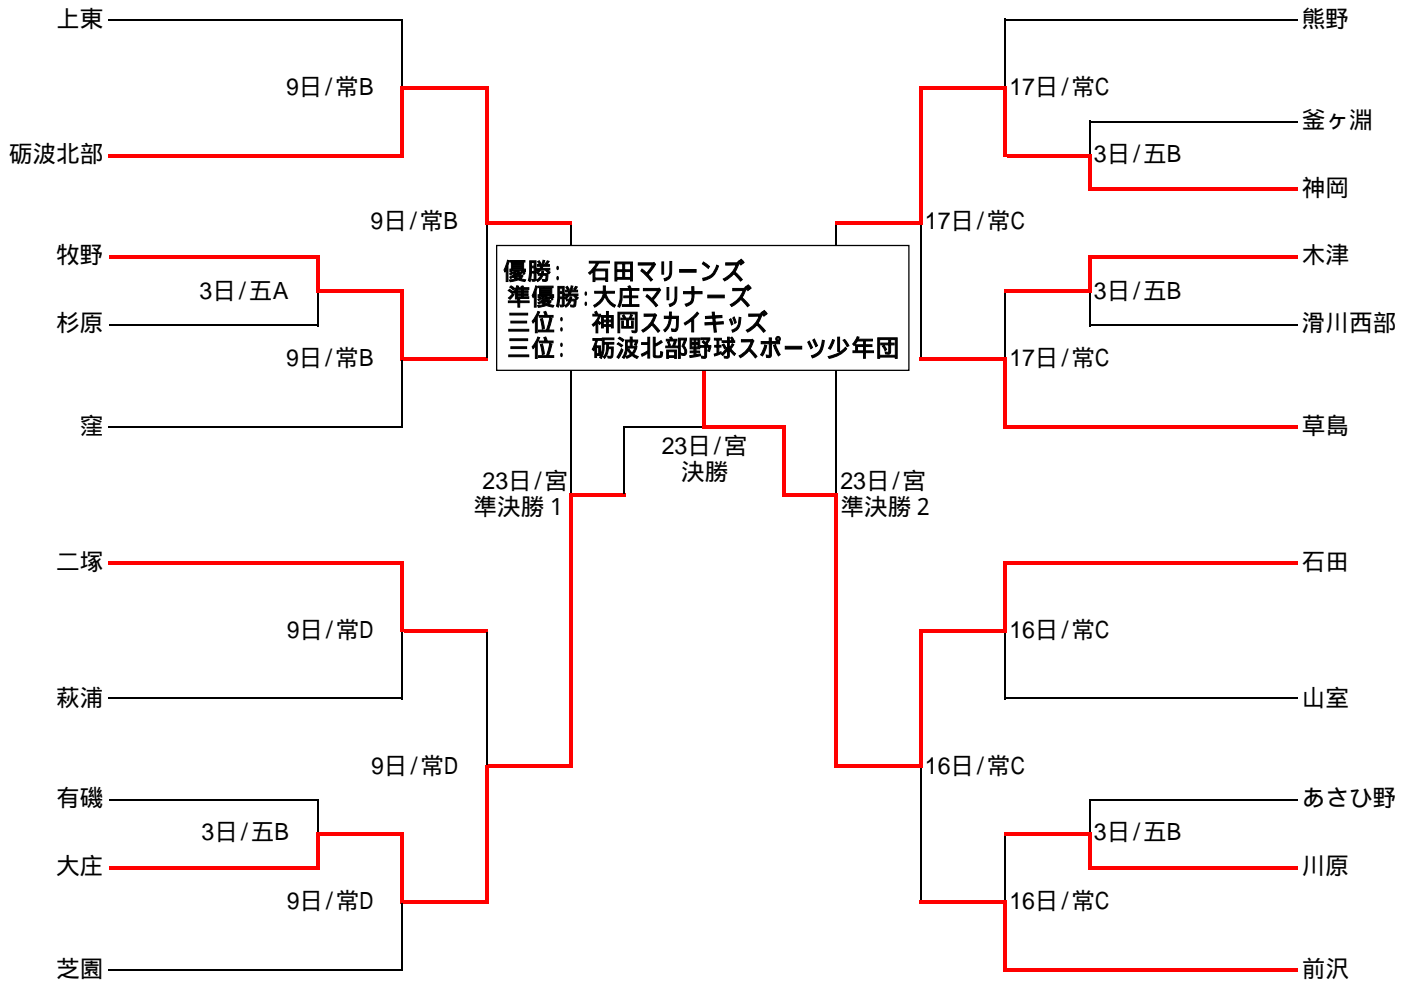 上東
9日/常B
砺波北部
9日/常B
牧野
3日/五A
杉原
9日/常B
窪
二塚
9日/常D
萩浦
9日/常D
有磯
3日/五B
大庄
9日/常D
芝園
優勝： 石田マリーンズ
準優勝：大庄マリナーズ
三位： 神岡スカイキッズ
三位： 砺波北部野球スポーツ少年団
23日/宮
決勝
23日/宮
準決勝1
23日/宮
準決勝2
熊野
17日/常C
釜ヶ淵
3日/五B
神岡
17日/常C
木津
3日/五B
滑川西部
17日/常C
草島
石田
16日/常C
山室
16日/常C
あさひ野
3日/五B
川原
16日/常C
前沢